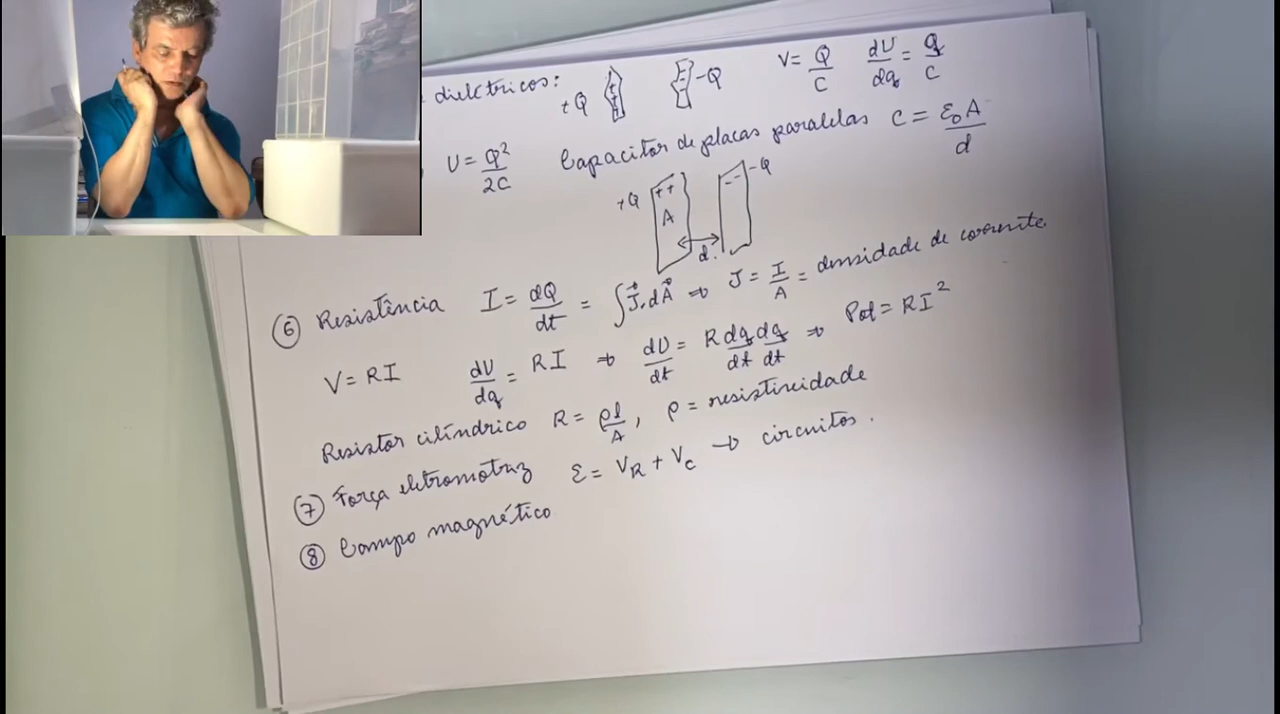 dieléctricos: +Q -Q V = Q/C dU/dq = q/C
U = Q²/2C Capacitor de placas paralelas C = ε₀A/d
+Q ++ A d. -- -Q
⑥ Resistência I = dQ/dt = ∫J⃗.dA⃗ ⇒ J = I/A = densidade de corrente.
V = RI dU/dq = RI ⇒ dU/dt = R dq/dt dq/dt ⇒ Pot = RI²
Resistor cilíndrico R = ρl/A, ρ = resistividade
⑦ Força eletromotriz ε = V_R + V_C → circuitos.
⑧ Campo magnético